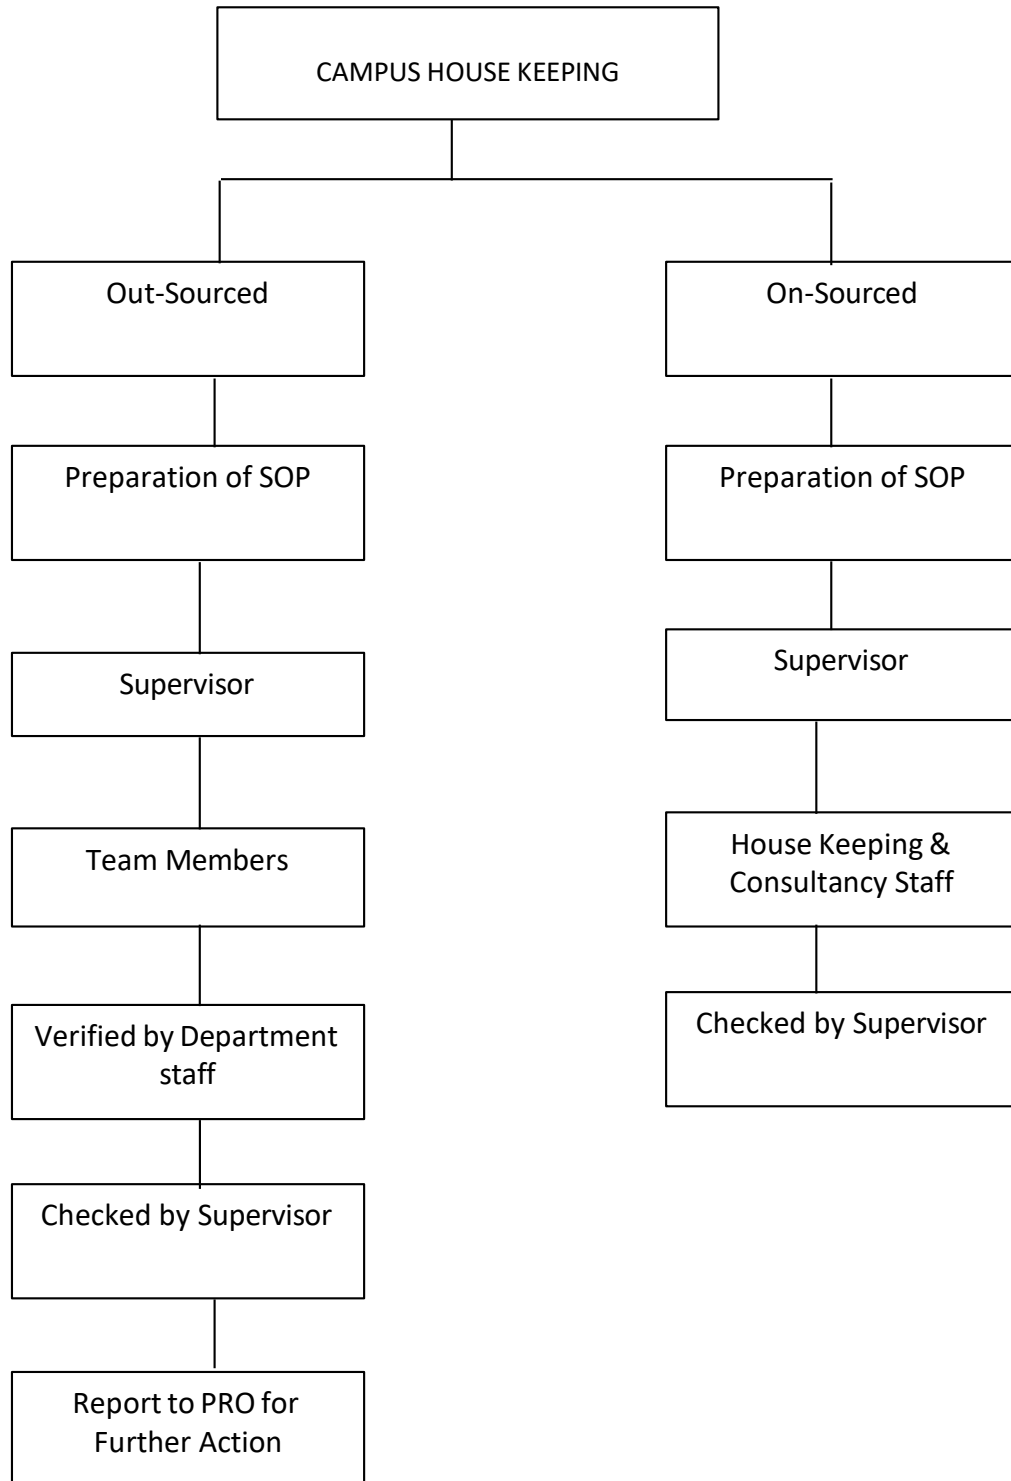 CAMPUS HOUSE KEEPING
Out-Sourced
On-Sourced
Preparation of SOP
Preparation of SOP
Supervisor
Supervisor
Team Members
House Keeping &
Consultancy Staff
Verified by Department
staff
Checked by Supervisor
Checked by Supervisor
Report to PRO for
Further Action